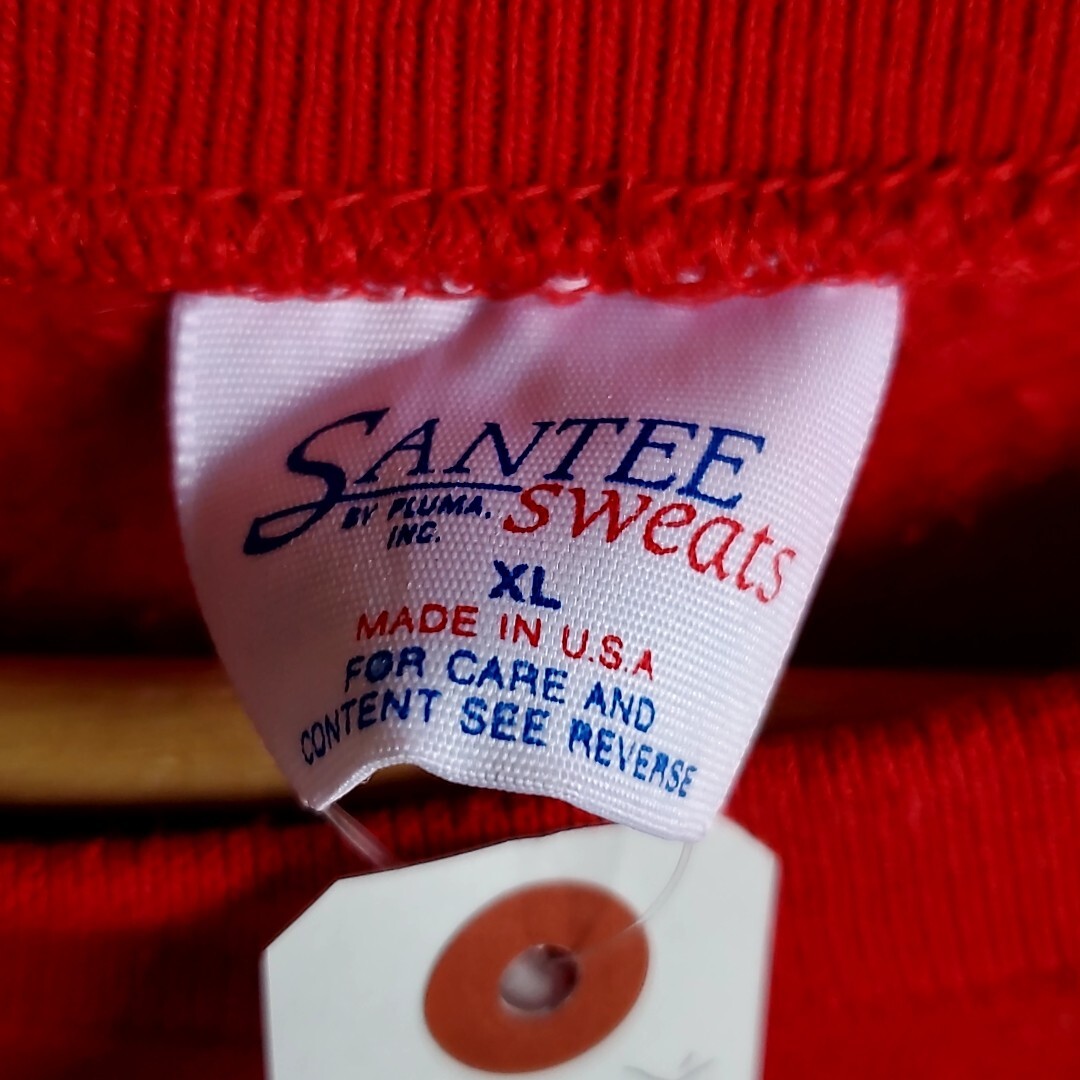 SANTEE
BY PLUMA, sweats
INC.
XL
MADE IN U.S.A
FOR CARE AND
CONTENT SEE REVERSE